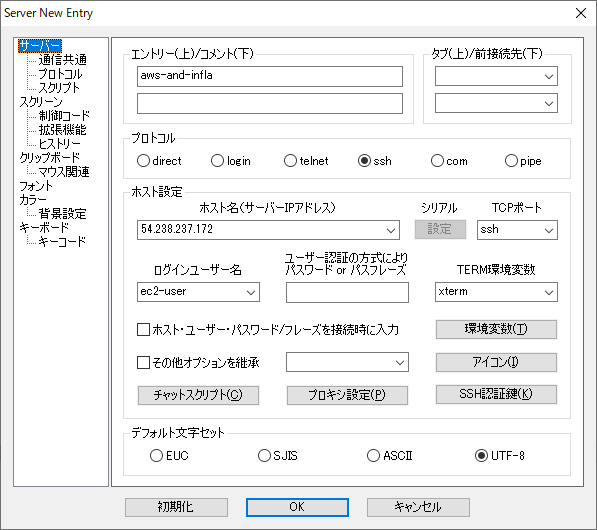 Server New Entry
サーバー
通信共通
プロトコル
スクリプト
スクリーン
制御コード
拡張機能
ヒストリー
クリップボード
マウス関連
フォント
カラー
背景設定
キーボード
キーコード
エントリー(上)/コメント(下)
aws-and-infla
タブ(上)/前接続先(下)
プロトコル
direct login telnet ssh com pipe
ホスト設定
ホスト名(サーバーIPアドレス) シリアル TCPポート
54.238.237.172 設定 ssh
ログインユーザー名 ユーザー認証の方式により
パスワード or パスフレーズ TERM環境変数
ec2-user xterm
ホスト・ユーザー・パスワード/フレーズを接続時に入力 環境変数(T)
その他オプションを継承 アイコン(I)
チャットスクリプト(C) プロキシ設定(P) SSH認証鍵(K)
デフォルト文字セット
EUC SJIS ASCII UTF-8
初期化 OK キャンセル